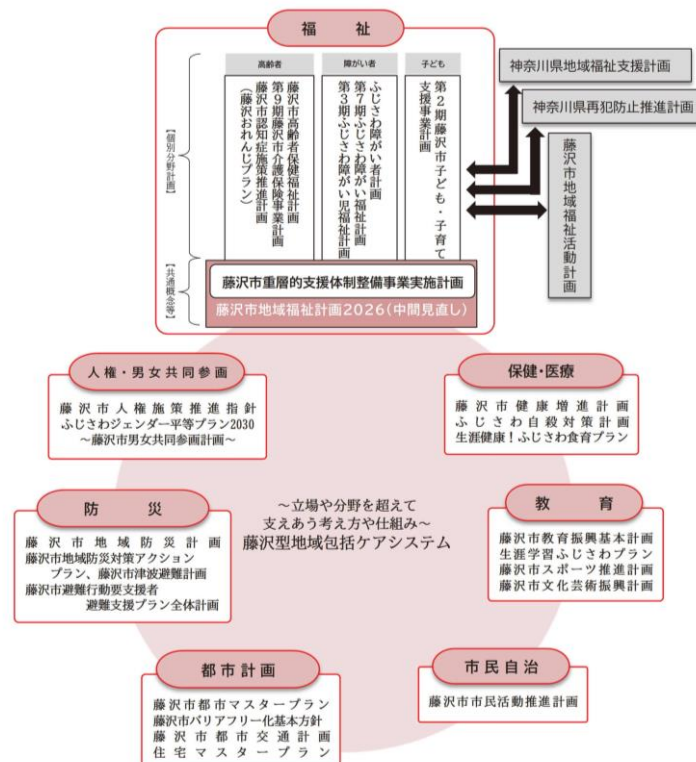 福祉
高齢者
障がい者
子ども
【個別分野計画】
藤沢市高齢者保健福祉計画
第９期藤沢市介護保険事業計画
藤沢市認知症施策推進計画
（藤沢おれんじプラン）
ふじさわ障がい者計画
第７期ふじさわ障がい福祉計画
第３期ふじさわ障がい児福祉計画
第２期藤沢市子ども・子育て
支援事業計画
神奈川県地域福祉支援計画
神奈川県再犯防止推進計画
藤沢市地域福祉活動計画
【共通概念等】
藤沢市重層的支援体制整備事業実施計画
藤沢市地域福祉計画2026(中間見直し)
人権・男女共同参画
藤沢市人権施策推進指針
ふじさわジェンダー平等プラン2030
～藤沢市男女共同参画計画～
保健・医療
藤沢市健康増進計画
ふじさわ自殺対策計画
生涯健康！ふじさわ食育プラン
防災
藤沢市地域防災計画
藤沢市地域防災対策アクション
プラン、藤沢市津波避難計画
藤沢市避難行動要支援者
避難支援プラン全体計画
～立場や分野を超えて
支えあう考え方や仕組み～
藤沢型地域包括ケアシステム
教育
藤沢市教育振興基本計画
生涯学習ふじさわプラン
藤沢市スポーツ推進計画
藤沢市文化芸術振興計画
都市計画
藤沢市都市マスタープラン
藤沢市バリアフリー化基本方針
藤沢市都市交通計画
住宅マスタープラン
市民自治
藤沢市市民活動推進計画